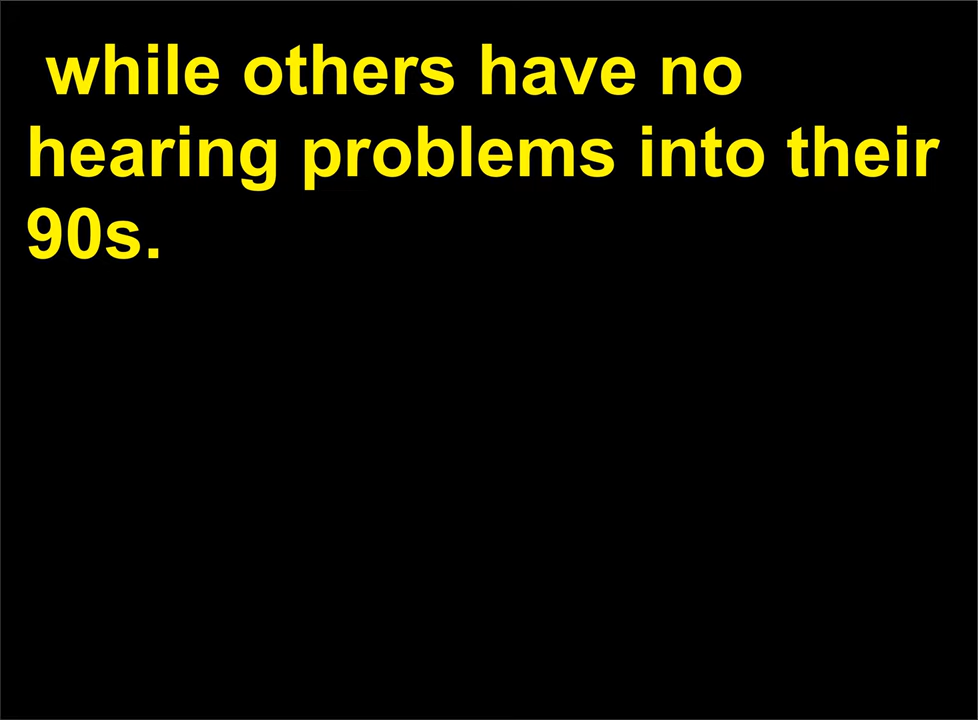 while others have no
hearing problems into their
90s.